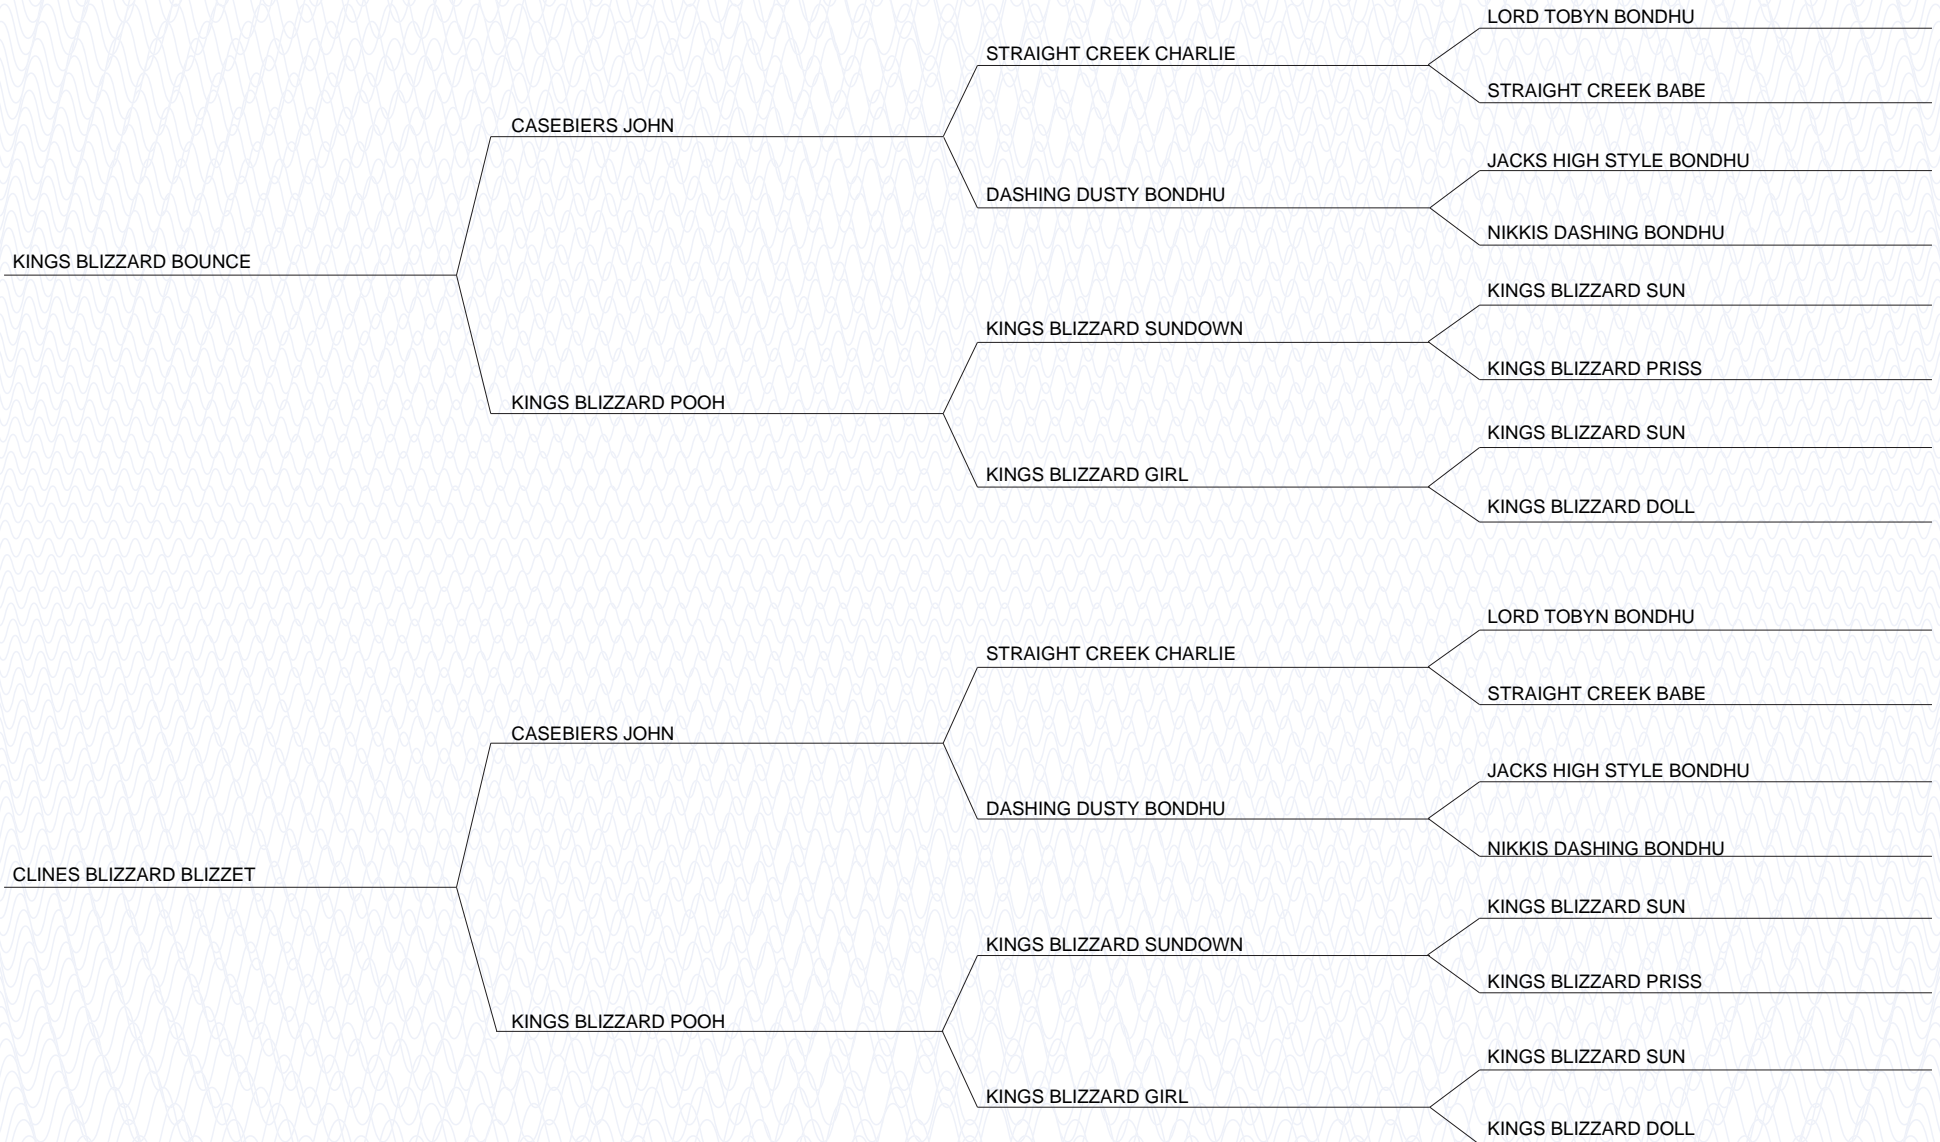 LORD TOBYN BONDHU
STRAIGHT CREEK CHARLIE
STRAIGHT CREEK BABE
CASEBIERS JOHN
JACKS HIGH STYLE BONDHU
DASHING DUSTY BONDHU
NIKKIS DASHING BONDHU
KINGS BLIZZARD BOUNCE
KINGS BLIZZARD SUN
KINGS BLIZZARD SUNDOWN
KINGS BLIZZARD PRISS
KINGS BLIZZARD POOH
KINGS BLIZZARD SUN
KINGS BLIZZARD GIRL
KINGS BLIZZARD DOLL
LORD TOBYN BONDHU
STRAIGHT CREEK CHARLIE
STRAIGHT CREEK BABE
CASEBIERS JOHN
JACKS HIGH STYLE BONDHU
DASHING DUSTY BONDHU
NIKKIS DASHING BONDHU
CLINES BLIZZARD BLIZZET
KINGS BLIZZARD SUN
KINGS BLIZZARD SUNDOWN
KINGS BLIZZARD PRISS
KINGS BLIZZARD POOH
KINGS BLIZZARD SUN
KINGS BLIZZARD GIRL
KINGS BLIZZARD DOLL